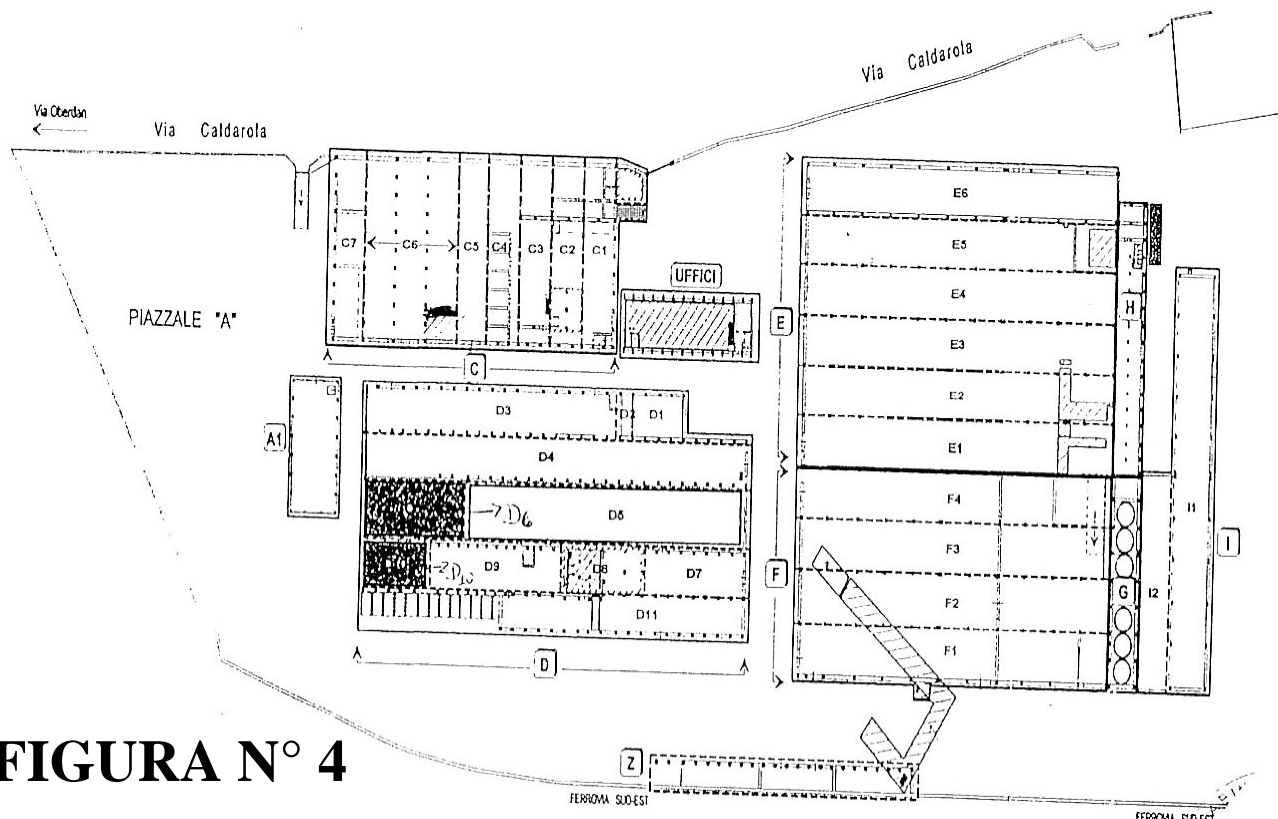 Via Oberdan
Via Caldarola
Via Caldarola
PIAZZALE "A"
C7
C6
C5
C4
C3
C2
C1
C
UFFICI
A1
D3
D2
D1
D4
D6
D5
D10
D9
D8
D7
D11
D
E
E6
E5
E4
E3
E2
E1
H
F
F4
F3
F2
F1
G
I1
I2
I
Z
FERROVIA SUD-EST
FERROVIA SUD-EST
FIGURA N° 4